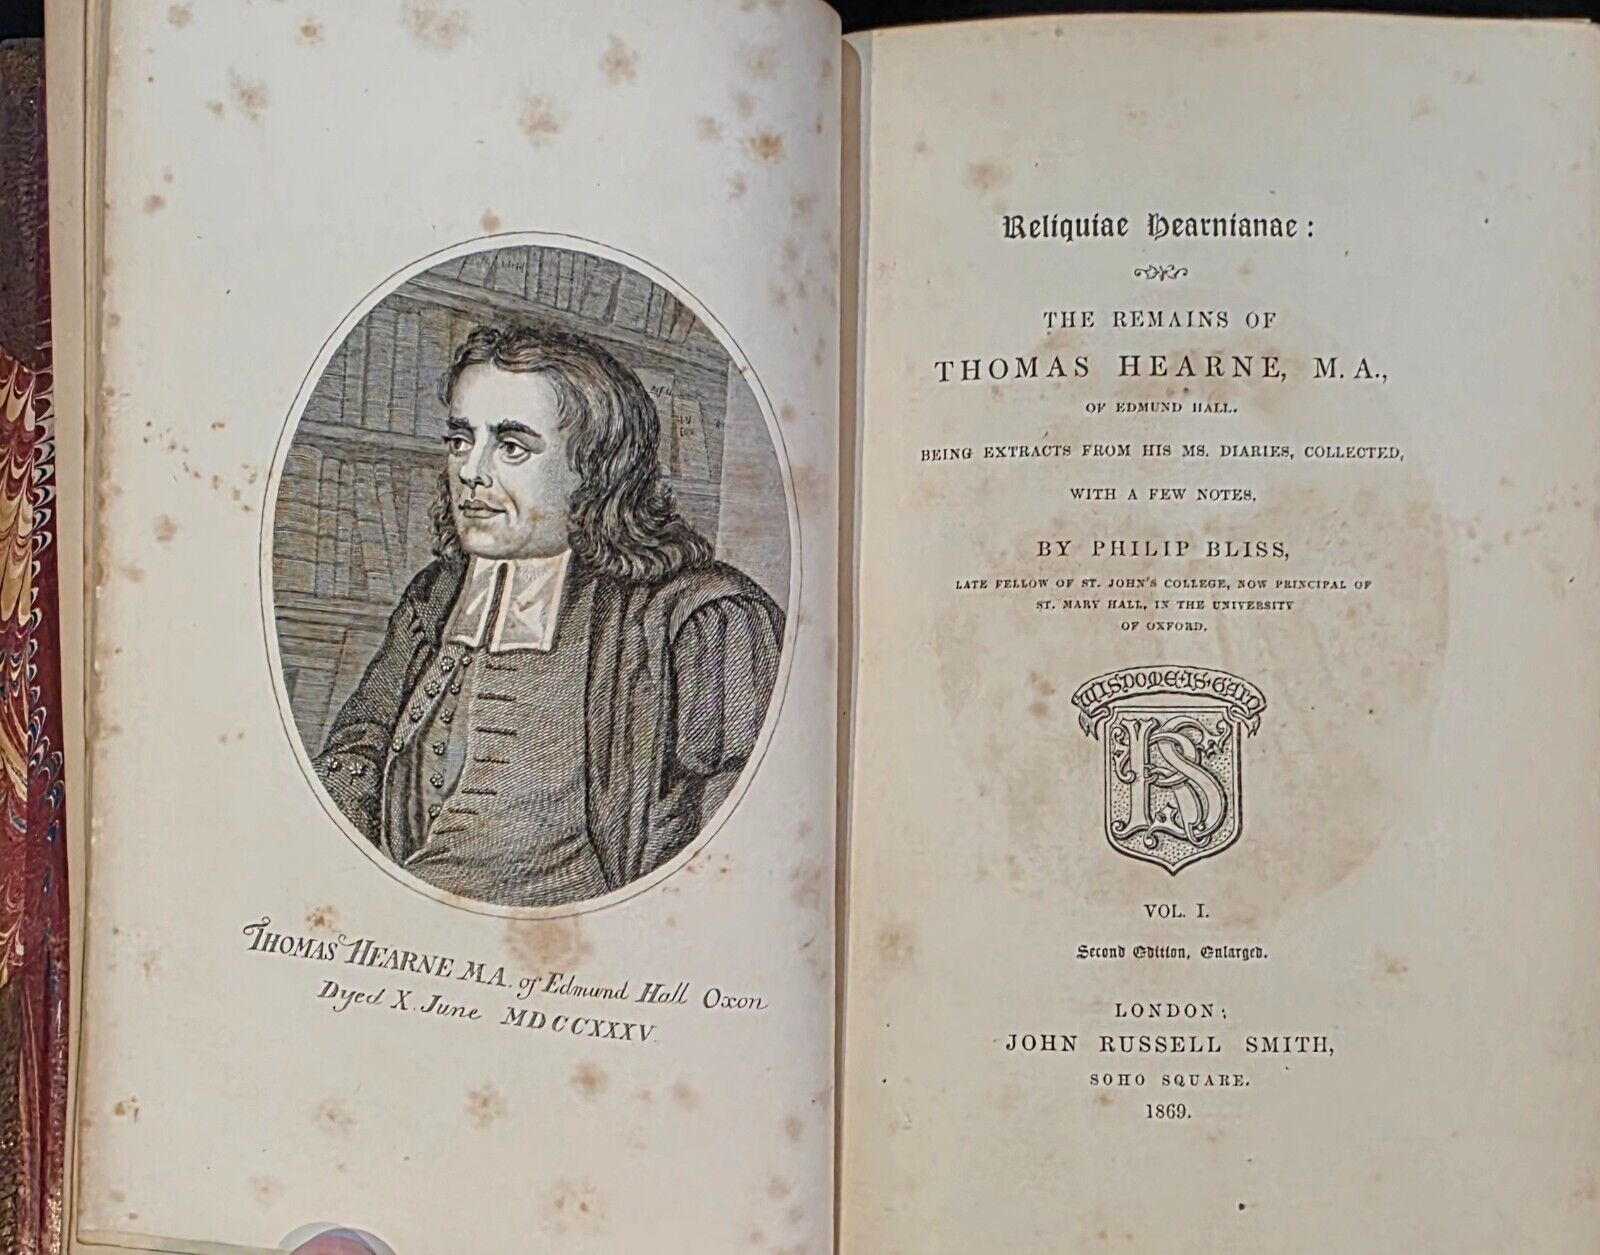 THOMAS HEARNE M.A. of Edmund Hall Oxon
Dyed X. June MDCCXXXV.
Reliquiae Hearnianae:
THE REMAINS OF
THOMAS HEARNE, M.A.,
OF EDMUND HALL.
BEING EXTRACTS FROM HIS MS. DIARIES, COLLECTED,
WITH A FEW NOTES,
BY PHILIP BLISS,
LATE FELLOW OF ST. JOHN'S COLLEGE, NOW PRINCIPAL OF
ST. MARY HALL, IN THE UNIVERSITY
OF OXFORD.
WISDOME·IS·GAIN
VOL. I.
Second Edition, Enlarged.
LONDON:
JOHN RUSSELL SMITH,
SOHO SQUARE.
1869.